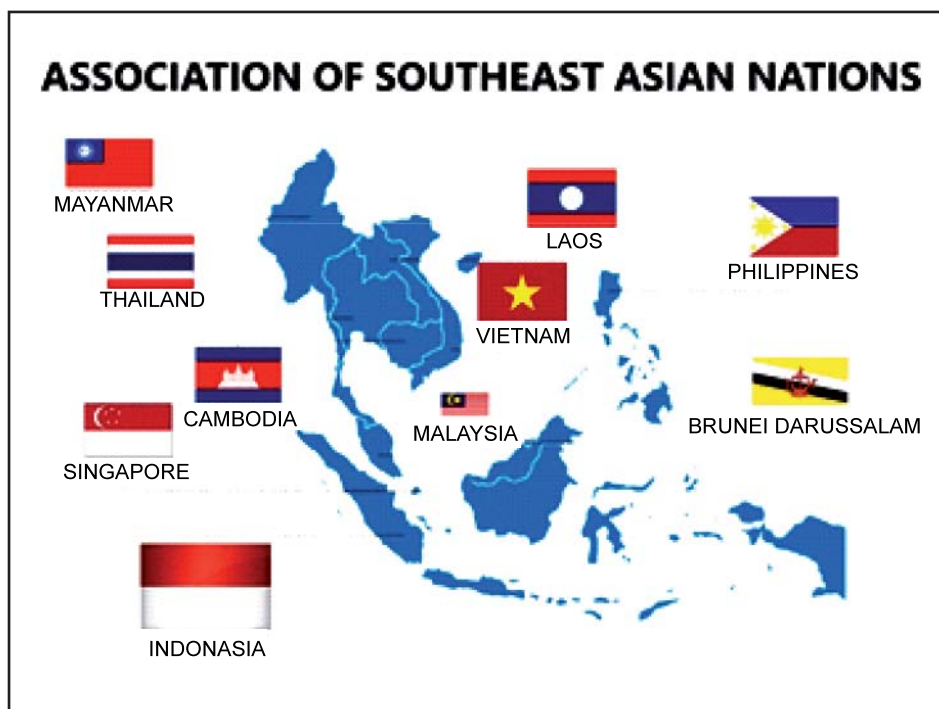 ASSOCIATION OF SOUTHEAST ASIAN NATIONS
MAYANMAR
LAOS
PHILIPPINES
THAILAND
VIETNAM
CAMBODIA
MALAYSIA
BRUNEI DARUSSALAM
SINGAPORE
INDONASIA